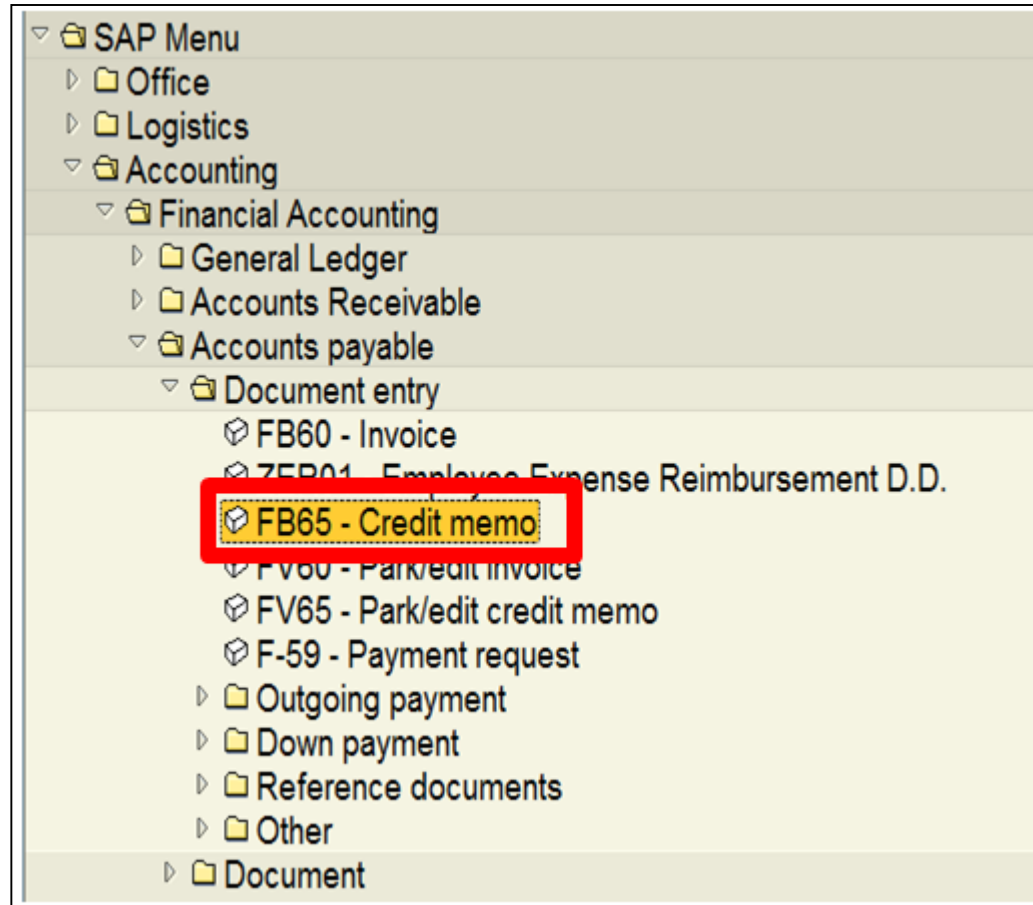 SAP Menu
Office
Logistics
Accounting
Financial Accounting
General Ledger
Accounts Receivable
Accounts payable
Document entry
FB60 - Invoice
ZER01 - Employee Expense Reimbursement D.D.
FB65 - Credit memo
FV60 - Park/edit invoice
FV65 - Park/edit credit memo
F-59 - Payment request
Outgoing payment
Down payment
Reference documents
Other
Document